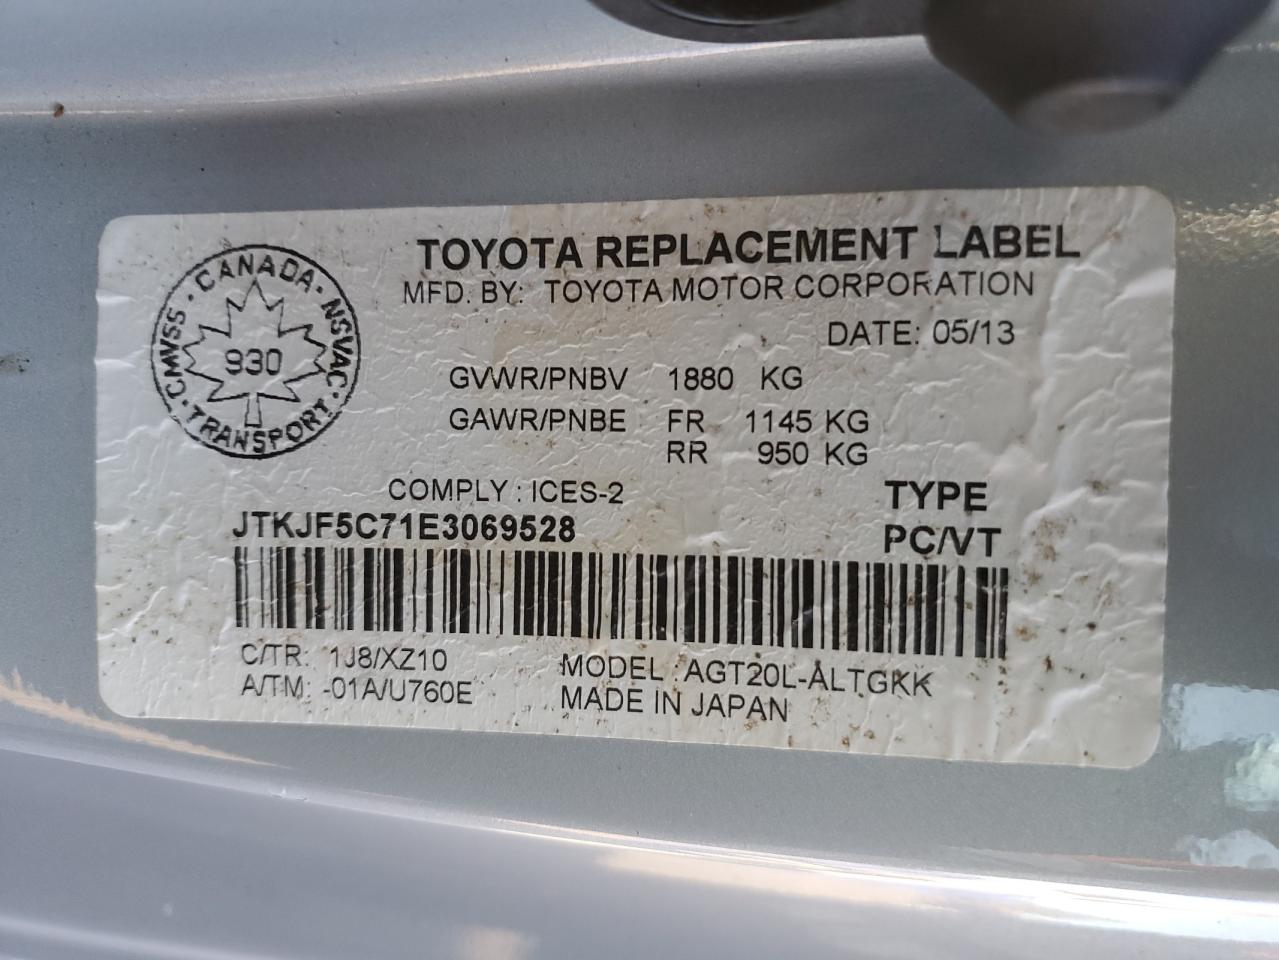 TOYOTA REPLACEMENT LABEL
MFD. BY: TOYOTA MOTOR CORPORATION
DATE: 05/13
CANADA · NSVAC · TRANSPORT · CMVSS ·
930
GVWR/PNBV 1880 KG
GAWR/PNBE FR 1145 KG
RR 950 KG
COMPLY : ICES-2
TYPE
JTKJF5C71E3069528
PC/VT
C/TR: 1J8/XZ10
MODEL : AGT20L-ALTGKK
A/TM: -01A/U760E
MADE IN JAPAN